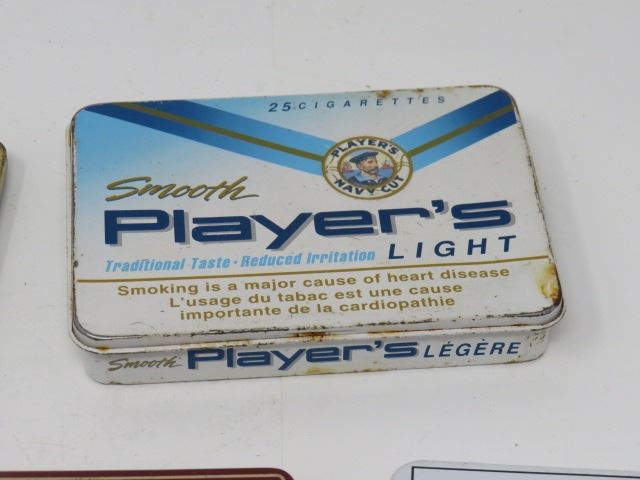 25 CIGARETTES
PLAYER'S
NAVY CUT
Smooth
Player's
LIGHT
Traditional Taste · Reduced Irritation
Smoking is a major cause of heart disease
L'usage du tabac est une cause
importante de la cardiopathie
Smooth Player's LÉGÈRE